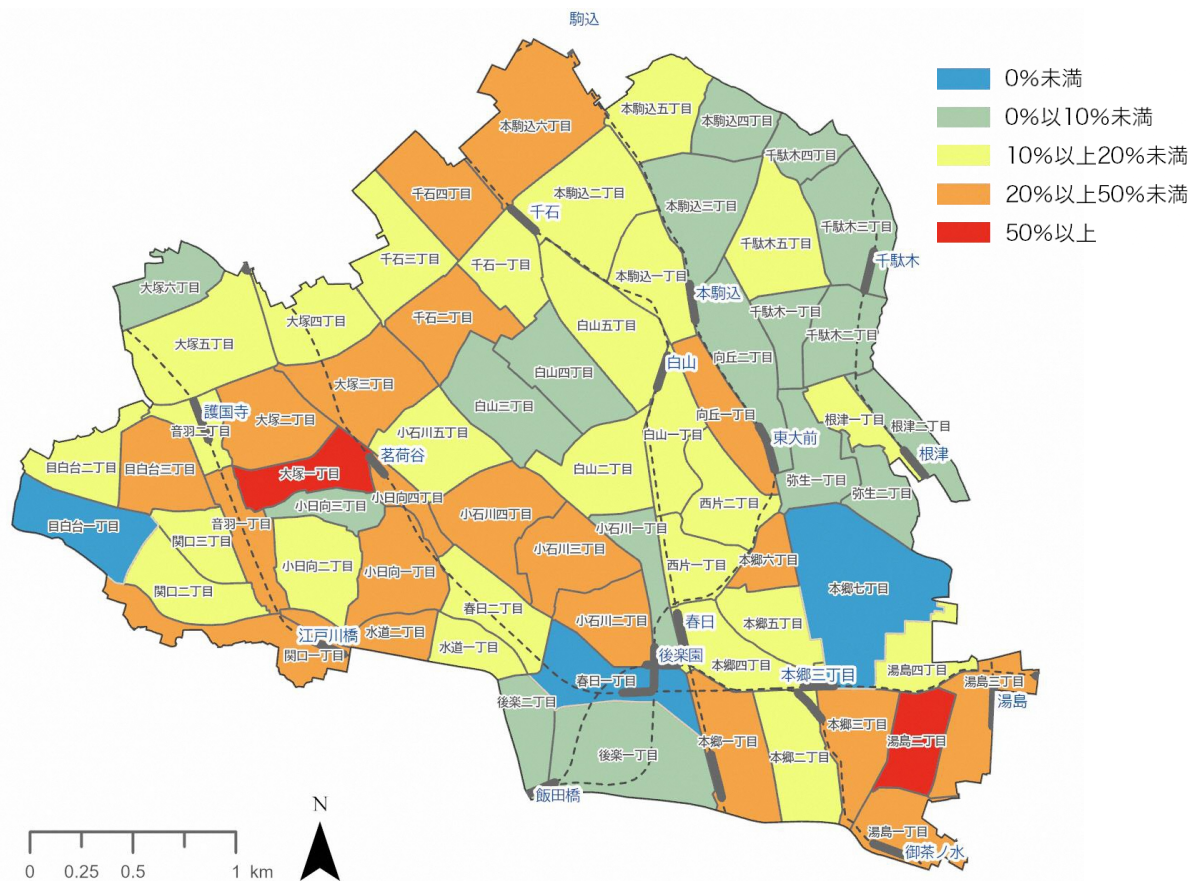 駒込
0%未満
本駒込五丁目
0%以10%未満
本駒込四丁目
本駒込六丁目
千駄木四丁目
10%以上20%未満
千石四丁目
本駒込二丁目
20%以上50%未満
本駒込三丁目
千石
千駄木三丁目
50%以上
千駄木五丁目
千石三丁目
千石一丁目
千駄木
本駒込一丁目
大塚六丁目
本駒込
千駄木一丁目
千石二丁目
大塚四丁目
白山五丁目
千駄木二丁目
大塚五丁目
向丘二丁目
白山
白山四丁目
大塚三丁目
白山三丁目
護国寺
大塚二丁目
向丘一丁目
根津一丁目
根津二丁目
音羽二丁目
小石川五丁目
白山一丁目
東大前
茗荷谷
根津
目白台二丁目
目白台三丁目
大塚一丁目
白山二丁目
弥生一丁目
弥生二丁目
小日向四丁目
小日向三丁目
西片二丁目
小石川四丁目
目白台一丁目
音羽一丁目
小石川一丁目
関口三丁目
小石川三丁目
小日向二丁目
小日向一丁目
西片一丁目
本郷六丁目
本郷七丁目
関口二丁目
春日二丁目
小石川二丁目
春日
本郷五丁目
江戸川橋
水道二丁目
水道一丁目
関口一丁目
後楽園
本郷四丁目
本郷三丁目
湯島四丁目
春日一丁目
湯島三丁目
後楽二丁目
湯島
本郷三丁目
本郷一丁目
湯島二丁目
後楽一丁目
本郷二丁目
飯田橋
N
湯島一丁目
御茶ノ水
0 0.25 0.5 1 km